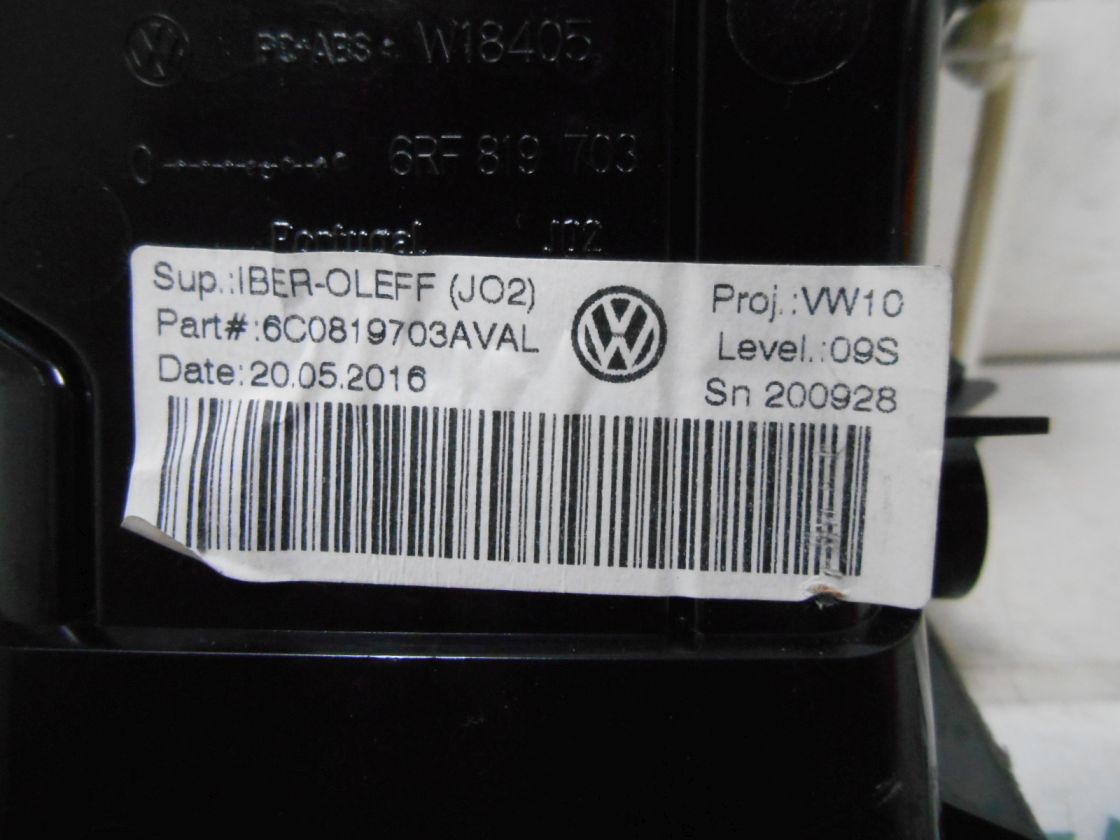 PC+ABS W18405
6RF 819 703
Portugal JO2
Sup.:IBER-OLEFF (JO2)
Part#:6C0819703AVAL
Date:20.05.2016
Proj.:VW10
Level.:09S
Sn 200928